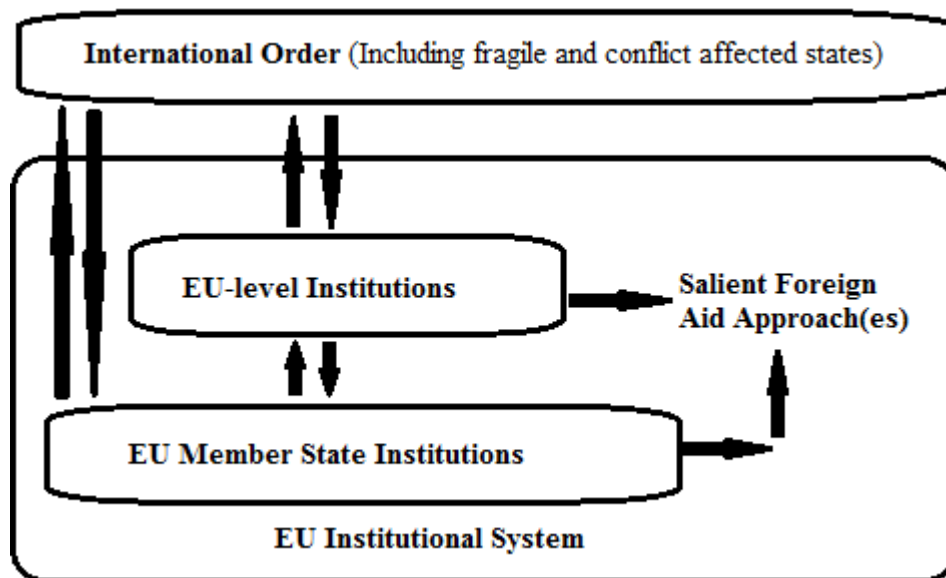 International Order (Including fragile and conflict affected states)
EU-level Institutions
Salient Foreign
Aid Approach(es)
EU Member State Institutions
EU Institutional System